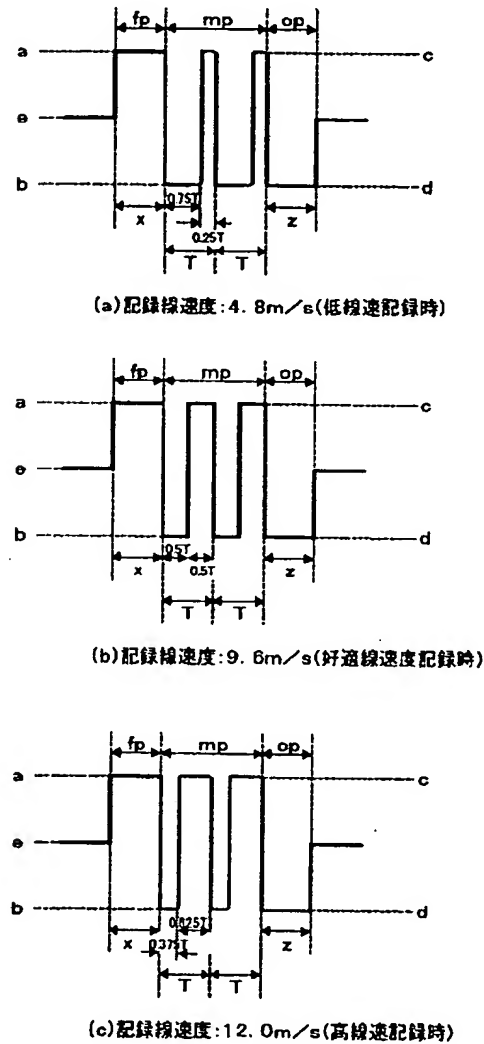 fp mp op
a c
e
b d
x 0.75T z
0.25T
T T
(a)記録線速度:4.8m/s(低線速記録時)
fp mp op
a c
e
b d
x 0.5T 0.5T z
T T
(b)記録線速度:9.6m/s(好適線速度記録時)
fp mp op
a c
e
b d
x 0.625T z
0.375T
T T
(c)記録線速度:12.0m/s(高線速記録時)